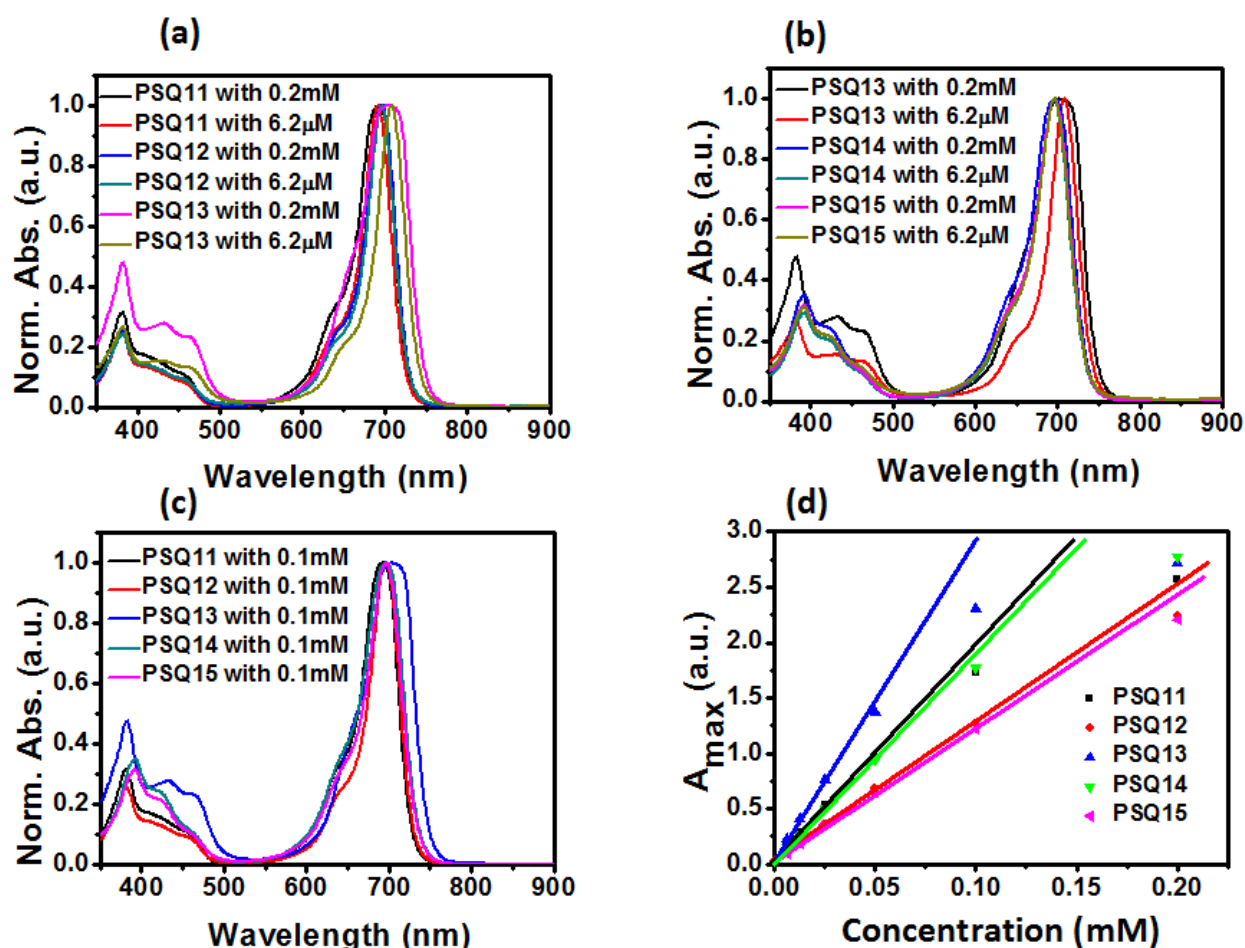 (a)
PSQ11 with 0.2mM
PSQ11 with 6.2μM
PSQ12 with 0.2mM
PSQ12 with 6.2μM
PSQ13 with 0.2mM
PSQ13 with 6.2μM
Norm. Abs. (a.u.)
1.0
0.8
0.6
0.4
0.2
0.0
400 500 600 700 800 900
Wavelength (nm)
(b)
PSQ13 with 0.2mM
PSQ13 with 6.2μM
PSQ14 with 0.2mM
PSQ14 with 6.2μM
PSQ15 with 0.2mM
PSQ15 with 6.2μM
Norm. Abs. (a.u.)
1.0
0.8
0.6
0.4
0.2
0.0
400 500 600 700 800 900
Wavelength (nm)
(c)
PSQ11 with 0.1mM
PSQ12 with 0.1mM
PSQ13 with 0.1mM
PSQ14 with 0.1mM
PSQ15 with 0.1mM
Norm. Abs. (a.u.)
1.0
0.8
0.6
0.4
0.2
0.0
400 500 600 700 800 900
Wavelength (nm)
(d)
A max (a.u.)
3.0
2.5
2.0
1.5
1.0
0.5
0.0
PSQ11
PSQ12
PSQ13
PSQ14
PSQ15
0.00 0.05 0.10 0.15 0.20
Concentration (mM)